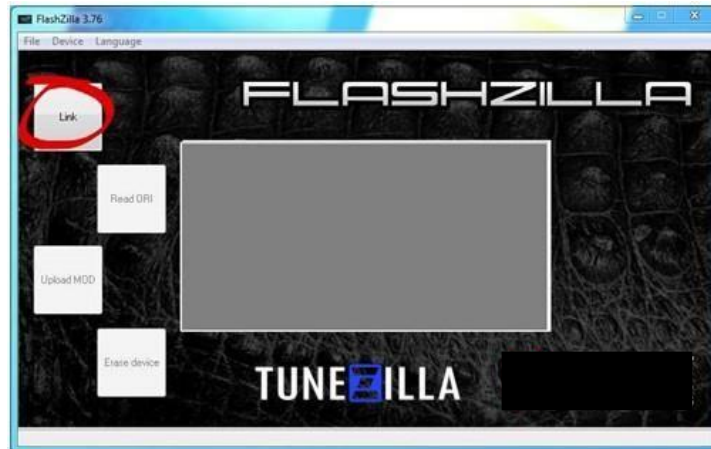 FlashZilla 3.76
File Device Language
FLASHZILLA
Link
Read ORI
Upload MOD
Erase device
TUNEZILLA